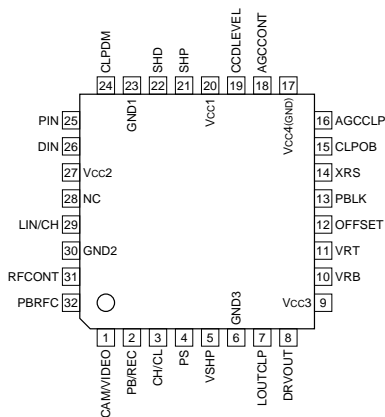 CLPDM
SHD
SHP
CCDLEVEL
AGCCONT
24 23 22 21 20 19 18 17
GND1
Vcc1
Vcc4(GND)
PIN 25
DIN 26
27 Vcc2
28 NC
LIN/CH 29
30 GND2
RFCONT 31
PBRFC 32
16 AGCCLP
15 CLPOB
14 XRS
13 PBLK
12 OFFSET
11 VRT
10 VRB
Vcc3 9
GND3
1 2 3 4 5 6 7 8
CAM/VIDEO
PB/REC
CH/CL
PS
VSHP
LOUTCLP
DRVOUT